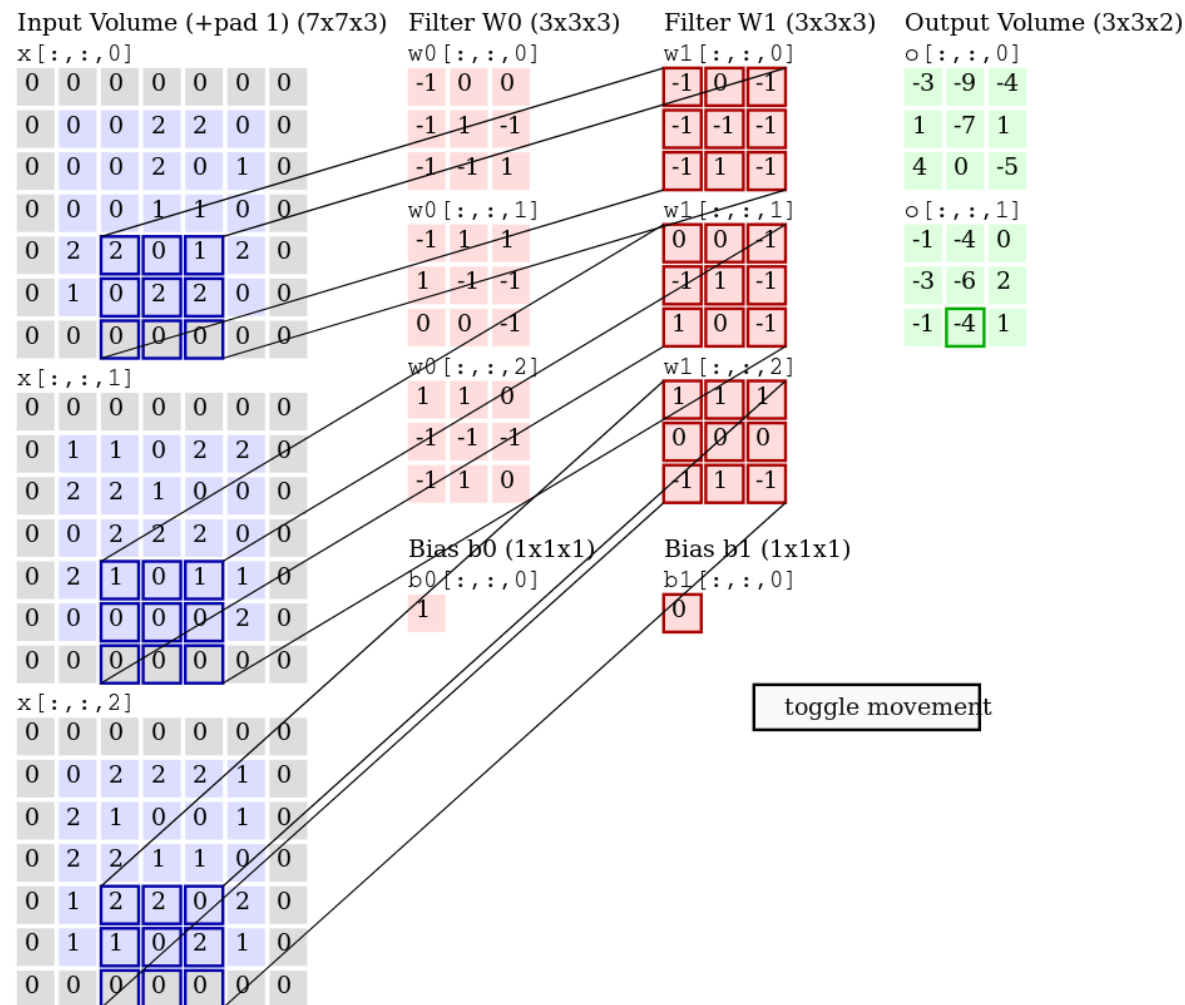 Input Volume (+pad 1) (7x7x3)
x[:,:,0]
0 0 0 0 0 0 0
0 0 0 2 2 0 0
0 0 0 2 0 1 0
0 0 0 1 1 0 0
0 2 2 0 1 2 0
0 1 0 2 2 0 0
0 0 0 0 0 0 0
x[:,:,1]
0 0 0 0 0 0 0
0 1 1 0 2 2 0
0 2 2 1 0 0 0
0 0 2 2 2 0 0
0 2 1 0 1 1 0
0 0 0 0 0 2 0
0 0 0 0 0 0 0
x[:,:,2]
0 0 0 0 0 0 0
0 0 2 2 2 1 0
0 2 1 0 0 1 0
0 2 2 1 1 0 0
0 1 2 2 0 2 0
0 1 1 0 2 1 0
0 0 0 0 0 0 0
Filter W0 (3x3x3)
w0[:,:,0]
-1 0 0
-1 1 -1
-1 -1 1
w0[:,:,1]
-1 1 1
1 -1 -1
0 0 -1
w0[:,:,2]
1 1 0
-1 -1 -1
-1 1 0
Bias b0 (1x1x1)
b0[:,:,0]
1
Filter W1 (3x3x3)
w1[:,:,0]
-1 0 -1
-1 -1 -1
-1 1 -1
w1[:,:,1]
0 0 -1
-1 1 -1
1 0 -1
w1[:,:,2]
1 1 1
0 0 0
-1 1 -1
Bias b1 (1x1x1)
b1[:,:,0]
0
Output Volume (3x3x2)
o[:,:,0]
-3 -9 -4
1 -7 1
4 0 -5
o[:,:,1]
-1 -4 0
-3 -6 2
-1 -4 1
toggle movement